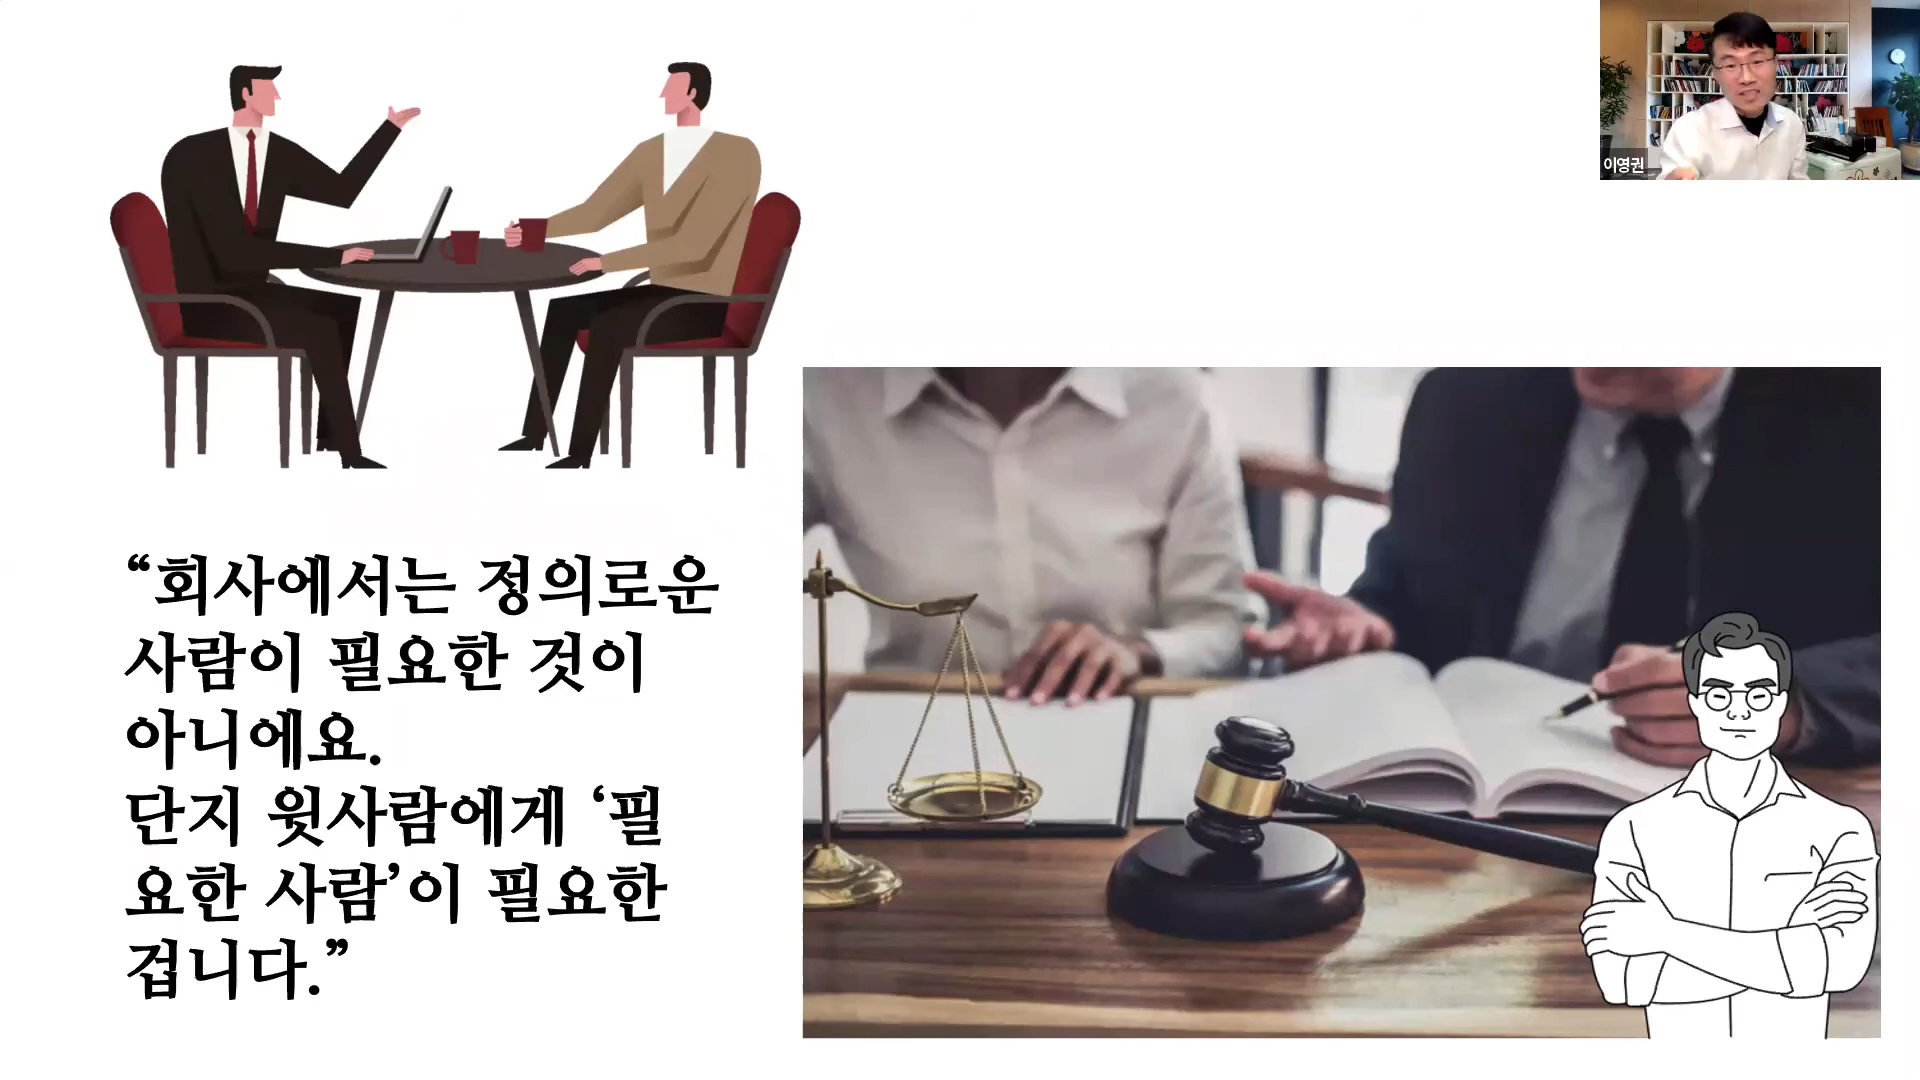 이영권
“회사에서는 정의로운
사람이 필요한 것이
아니에요.
단지 윗사람에게 ‘필
요한 사람’이 필요한
겁니다.”